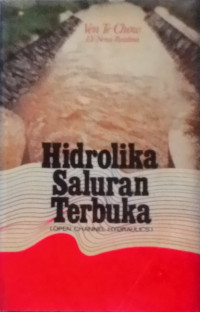 Ven Te Chow
Hidrolika
Saluran
Terbuka
(OPEN CHANNEL HYDRAULICS)